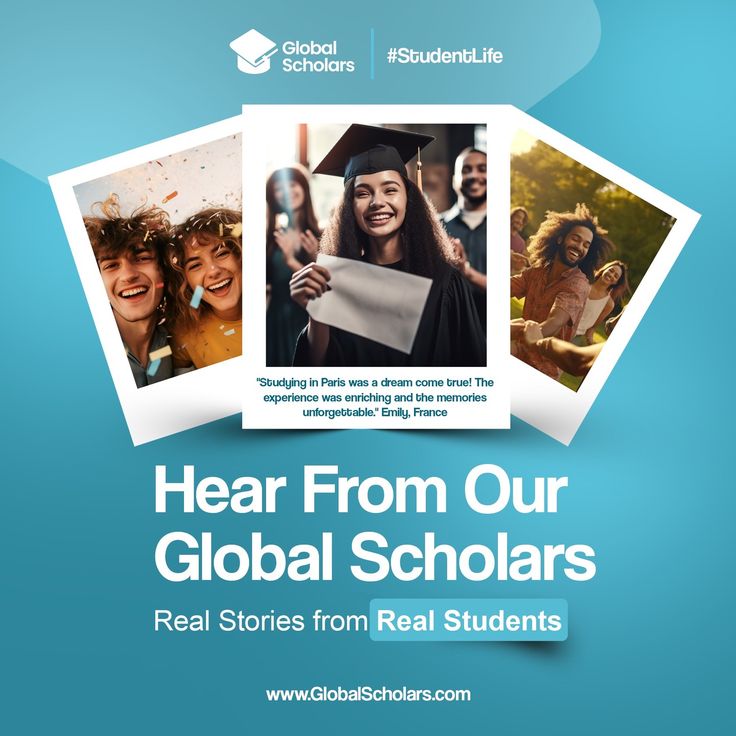 Global
Scholars
#StudentLife
"Studying in Paris was a dream come true! The
experience was enriching and the memories
unforgettable." Emily, France
Hear From Our
Global Scholars
Real Stories from Real Students
www.GlobalScholars.com